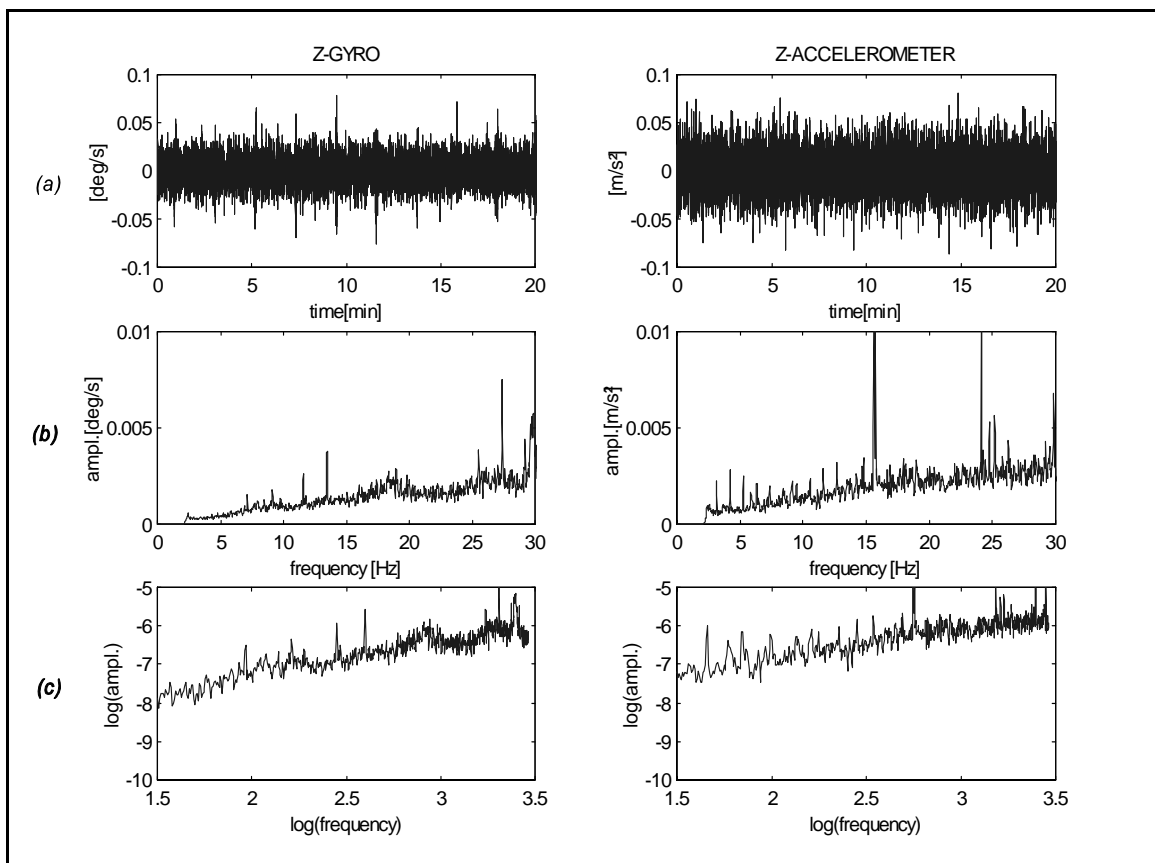 Z-GYRO
Z-ACCELEROMETER
(a)
[deg/s]
0.1
0.05
0
-0.05
-0.1
0 5 10 15 20
time[min]
[m/s²]
0.1
0.05
0
-0.05
-0.1
0 5 10 15 20
time[min]
(b)
ampl.[deg/s]
0.01
0.005
0
0 5 10 15 20 25 30
frequency [Hz]
ampl.[m/s²]
0.01
0.005
0
0 5 10 15 20 25 30
frequency [Hz]
(c)
log(ampl.)
-5
-6
-7
-8
-9
-10
1.5 2 2.5 3 3.5
log(frequency)
log(ampl.)
-5
-6
-7
-8
-9
-10
1.5 2 2.5 3 3.5
log(frequency)